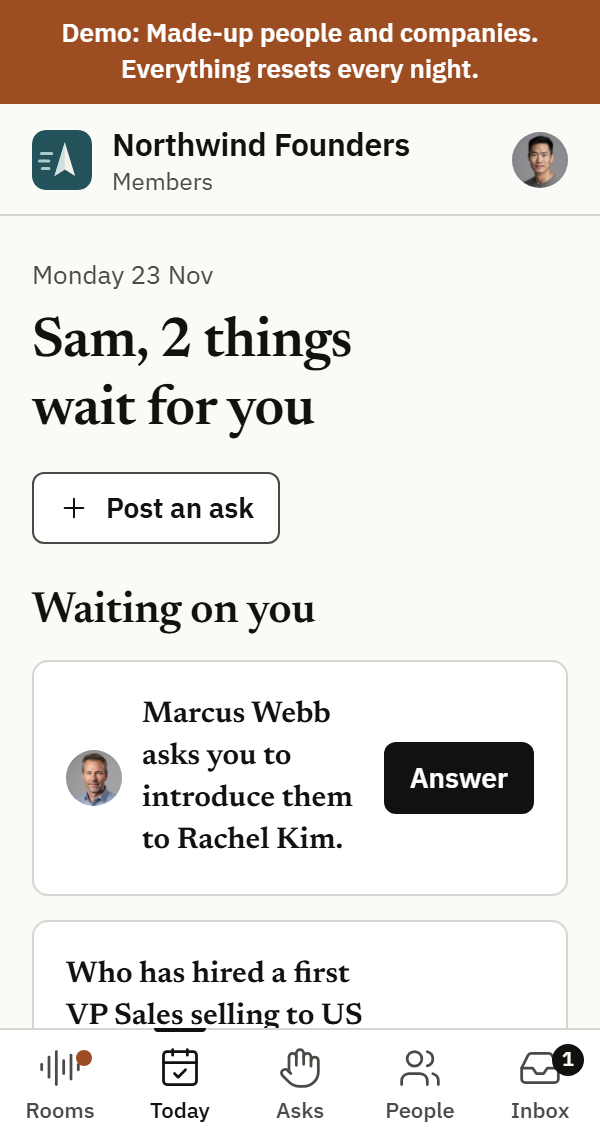 Demo: Made-up people and companies.
Everything resets every night.
Northwind Founders
Members
Monday 23 Nov
Sam, 2 things
wait for you
Post an ask
Waiting on you
Marcus Webb
asks you to
introduce them
to Rachel Kim.
Answer
Who has hired a first
VP Sales selling to US
Rooms
Today
Asks
People
1
Inbox